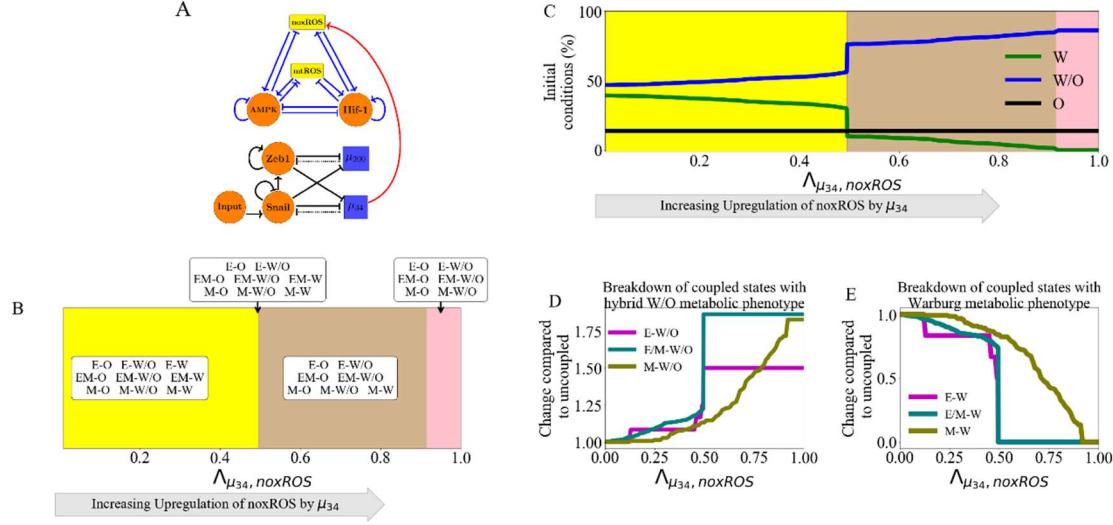 A
noxROS
mtROS
AMPK
Hif-1
Zeb1
μ200
Input
Snail
μ34
B
E-O E-W/O
EM-O EM-W/O EM-W
M-O M-W/O M-W
E-O E-W/O
EM-O EM-W/O
M-O M-W/O
E-O E-W/O E-W
EM-O EM-W/O EM-W
M-O M-W/O M-W
E-O E-W/O
EM-O EM-W/O
M-O M-W/O M-W
0.2 0.4 0.6 0.8 1.0
Λμ34, noxROS
Increasing Upregulation of noxROS by μ34
C
Initial
conditions (%)
100
50
0
W
W/O
O
0.2 0.4 0.6 0.8 1.0
Λμ34, noxROS
Increasing Upregulation of noxROS by μ34
D
Breakdown of coupled states with
hybrid W/O metabolic phenotype
Change compared
to uncoupled
1.75
1.50
1.25
1.00
E-W/O
E/M-W/O
M-W/O
0.00 0.25 0.50 0.75 1.00
Λμ34, noxROS
E
Breakdown of coupled states with
Warburg metabolic phenotype
Change compared
to uncoupled
1.0
0.5
0.0
E-W
E/M-W
M-W
0.00 0.25 0.50 0.75 1.00
Λμ34, noxROS